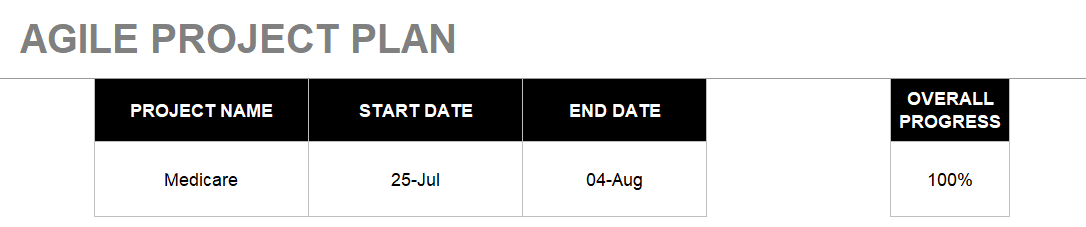 AGILE PROJECT PLAN
PROJECT NAME START DATE END DATE OVERALL
PROGRESS
Medicare 25-Jul 04-Aug 100%